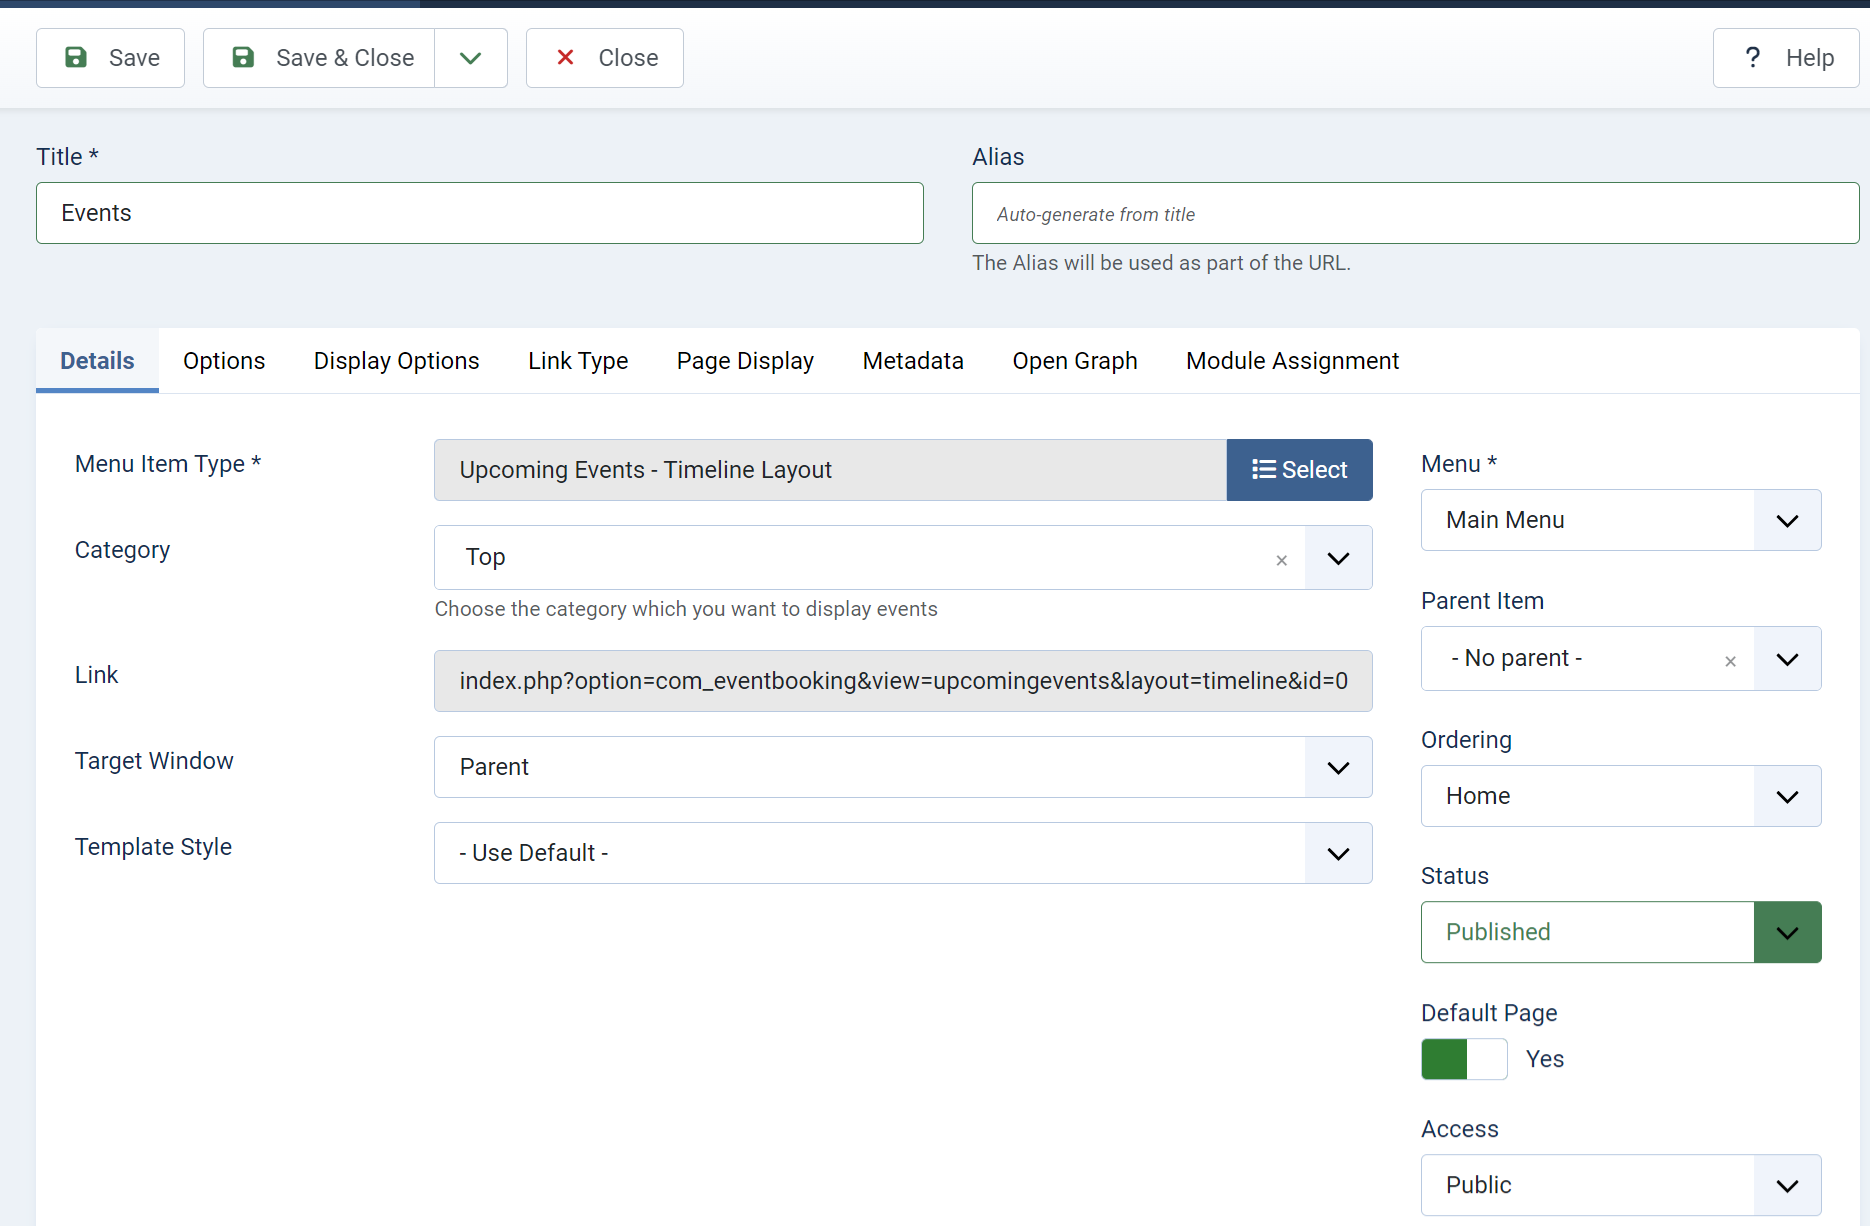 Save
Save & Close
Close
? Help
Title *
Alias
Events
Auto-generate from title
The Alias will be used as part of the URL.
Details
Options
Display Options
Link Type
Page Display
Metadata
Open Graph
Module Assignment
Menu Item Type *
Upcoming Events - Timeline Layout
Select
Category
Top
×
Choose the category which you want to display events
Link
index.php?option=com_eventbooking&view=upcomingevents&layout=timeline&id=0
Target Window
Parent
Template Style
- Use Default -
Menu *
Main Menu
Parent Item
- No parent -
×
Ordering
Home
Status
Published
Default Page
Yes
Access
Public